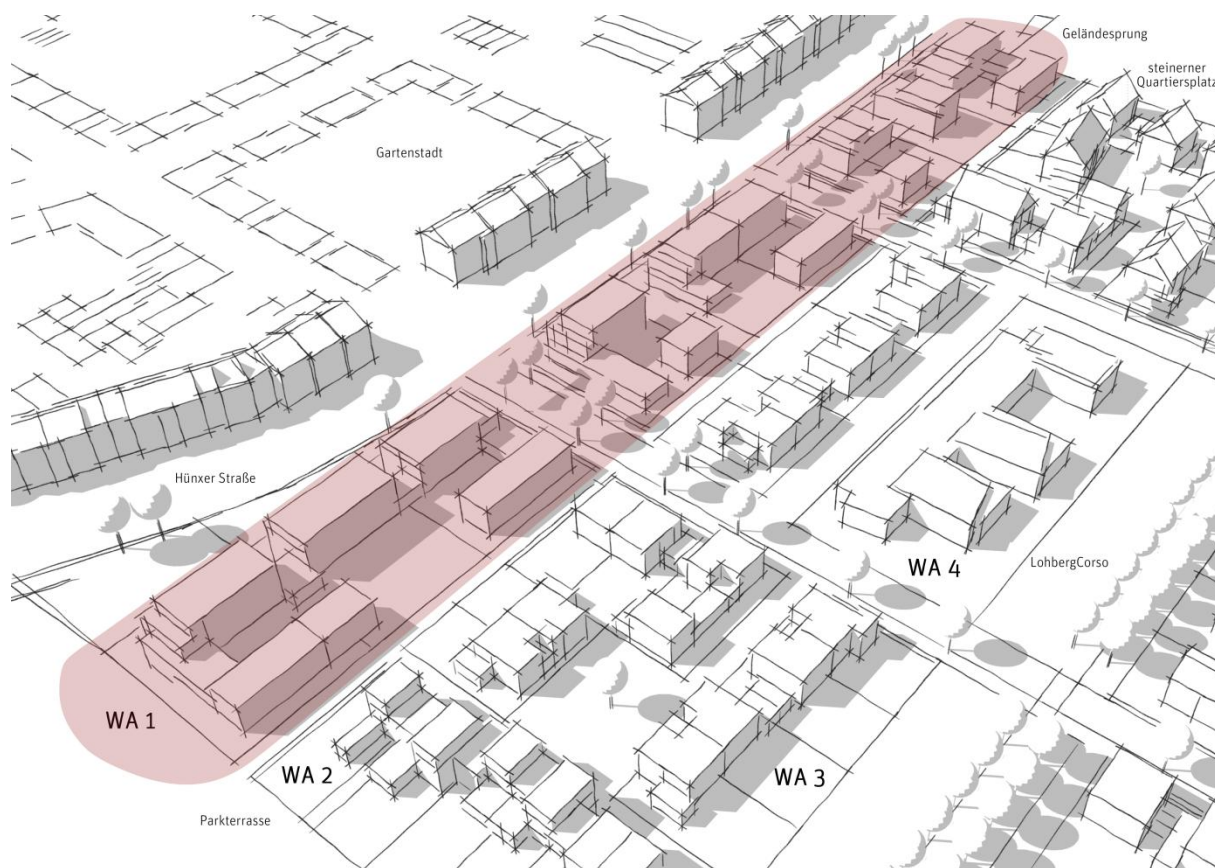 Geländesprung
steinerner
Quartiersplatz
Gartenstadt
Hünxer Straße
WA 4
LohbergCorso
WA 1
WA 2
WA 3
Parkterrasse